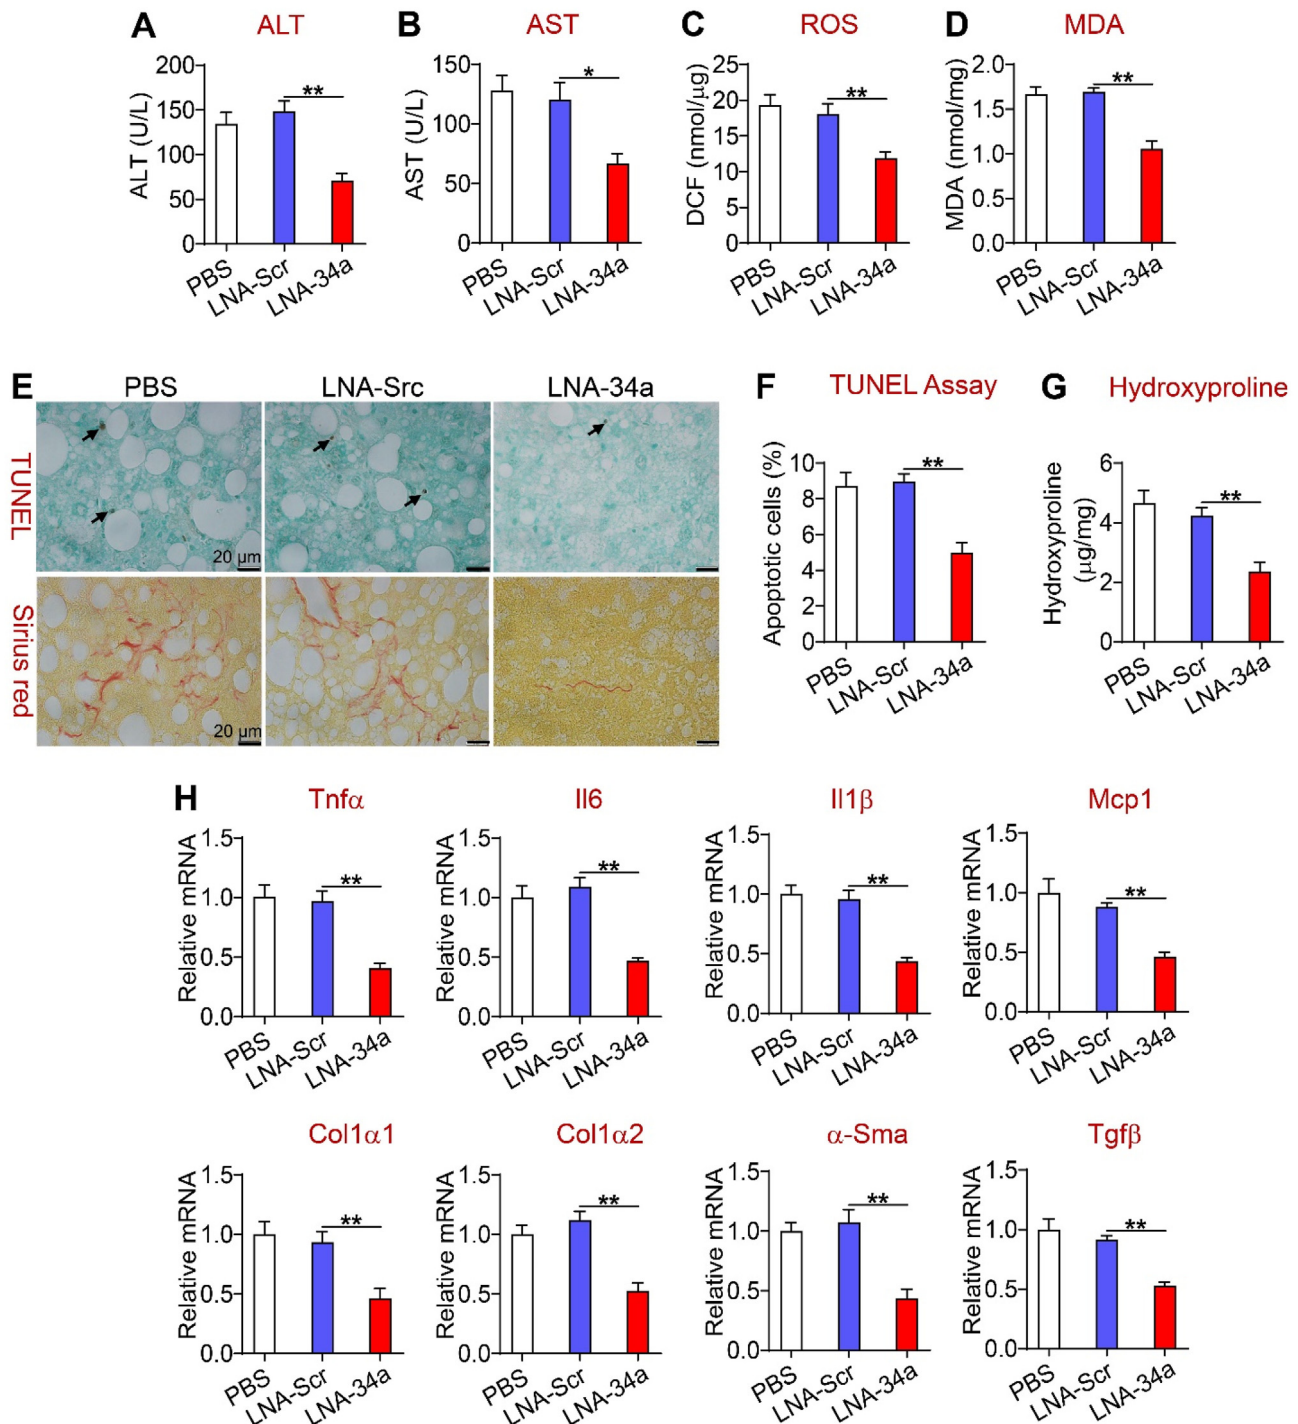 A ALT
ALT (U/L)
200
150
100
50
0
**
PBS
LNA-Scr
LNA-34a
B AST
AST (U/L)
150
100
50
0
*
PBS
LNA-Scr
LNA-34a
C ROS
DCF (nmol/μg)
25
20
15
10
5
0
**
PBS
LNA-Scr
LNA-34a
D MDA
MDA (nmol/mg)
2.0
1.5
1.0
0.5
0.0
**
PBS
LNA-Scr
LNA-34a
E PBS LNA-Src LNA-34a
TUNEL
20 μm
Sirius red
20 μm
F TUNEL Assay
Apoptotic cells (%)
10
8
6
4
2
0
**
PBS
LNA-Scr
LNA-34a
G Hydroxyproline
Hydroxyproline
(μg/mg)
6
4
2
0
**
PBS
LNA-Scr
LNA-34a
H Tnfα
Relative mRNA
1.5
1.0
0.5
0.0
**
PBS
LNA-Scr
LNA-34a
Il6
Relative mRNA
1.5
1.0
0.5
0.0
**
PBS
LNA-Scr
LNA-34a
Il1β
Relative mRNA
1.5
1.0
0.5
0.0
**
PBS
LNA-Scr
LNA-34a
Mcp1
Relative mRNA
1.5
1.0
0.5
0.0
**
PBS
LNA-Scr
LNA-34a
Col1α1
Relative mRNA
1.5
1.0
0.5
0.0
**
PBS
LNA-Scr
LNA-34a
Col1α2
Relative mRNA
1.5
1.0
0.5
0.0
**
PBS
LNA-Scr
LNA-34a
α-Sma
Relative mRNA
1.5
1.0
0.5
0.0
**
PBS
LNA-Scr
LNA-34a
Tgfβ
Relative mRNA
1.5
1.0
0.5
0.0
**
PBS
LNA-Scr
LNA-34a